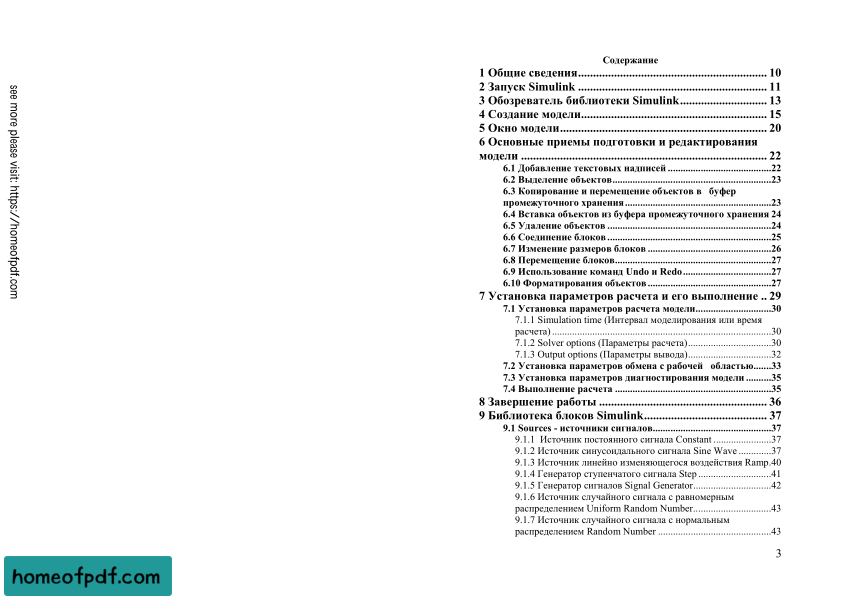 see more please visit: https://homeofpdf.com
Содержание
1 Общие сведения............................................................... 10
2 Запуск Simulink ............................................................... 11
3 Обозреватель библиотеки Simulink............................. 13
4 Создание модели.............................................................. 15
5 Окно модели..................................................................... 20
6 Основные приемы подготовки и редактирования
модели .................................................................................. 22
6.1 Добавление текстовых надписей ................................22
6.2 Выделение объектов.................................................23
6.3 Копирование и перемещение объектов в буфер
промежуточного хранения..............................................23
6.4 Вставка объектов из буфера промежуточного хранения 24
6.5 Удаление объектов ...................................................24
6.6 Соединение блоков ...................................................25
6.7 Изменение размеров блоков .......................................26
6.8 Перемещение блоков.................................................27
6.9 Использование команд Undo и Redo............................27
6.10 Форматирования объектов .......................................27
7 Установка параметров расчета и его выполнение .. 29
7.1 Установка параметров расчета модели........................30
7.1.1 Simulation time (Интервал моделирования или время
расчета) .........................................................................30
7.1.2 Solver options (Параметры расчета)............................30
7.1.3 Output options (Параметры вывода)............................32
7.2 Установка параметров обмена с рабочей областью.......33
7.3 Установка параметров диагностирования модели ..........35
7.4 Выполнение расчета .................................................35
8 Завершение работы ........................................................ 36
9 Библиотека блоков Simulink......................................... 37
9.1 Sources - источники сигналов.....................................37
9.1.1 Источник постоянного сигнала Constant ...................37
9.1.2 Источник синусоидального сигнала Sine Wave...........37
9.1.3 Источник линейно изменяющегося воздействия Ramp.40
9.1.4 Генератор ступенчатого сигнала Step ........................41
9.1.5 Генератор сигналов Signal Generator..........................42
9.1.6 Источник случайного сигнала с равномерным
распределением Uniform Random Number..........................43
9.1.7 Источник случайного сигнала с нормальным
распределением Random Number ......................................43
3
homeofpdf.com